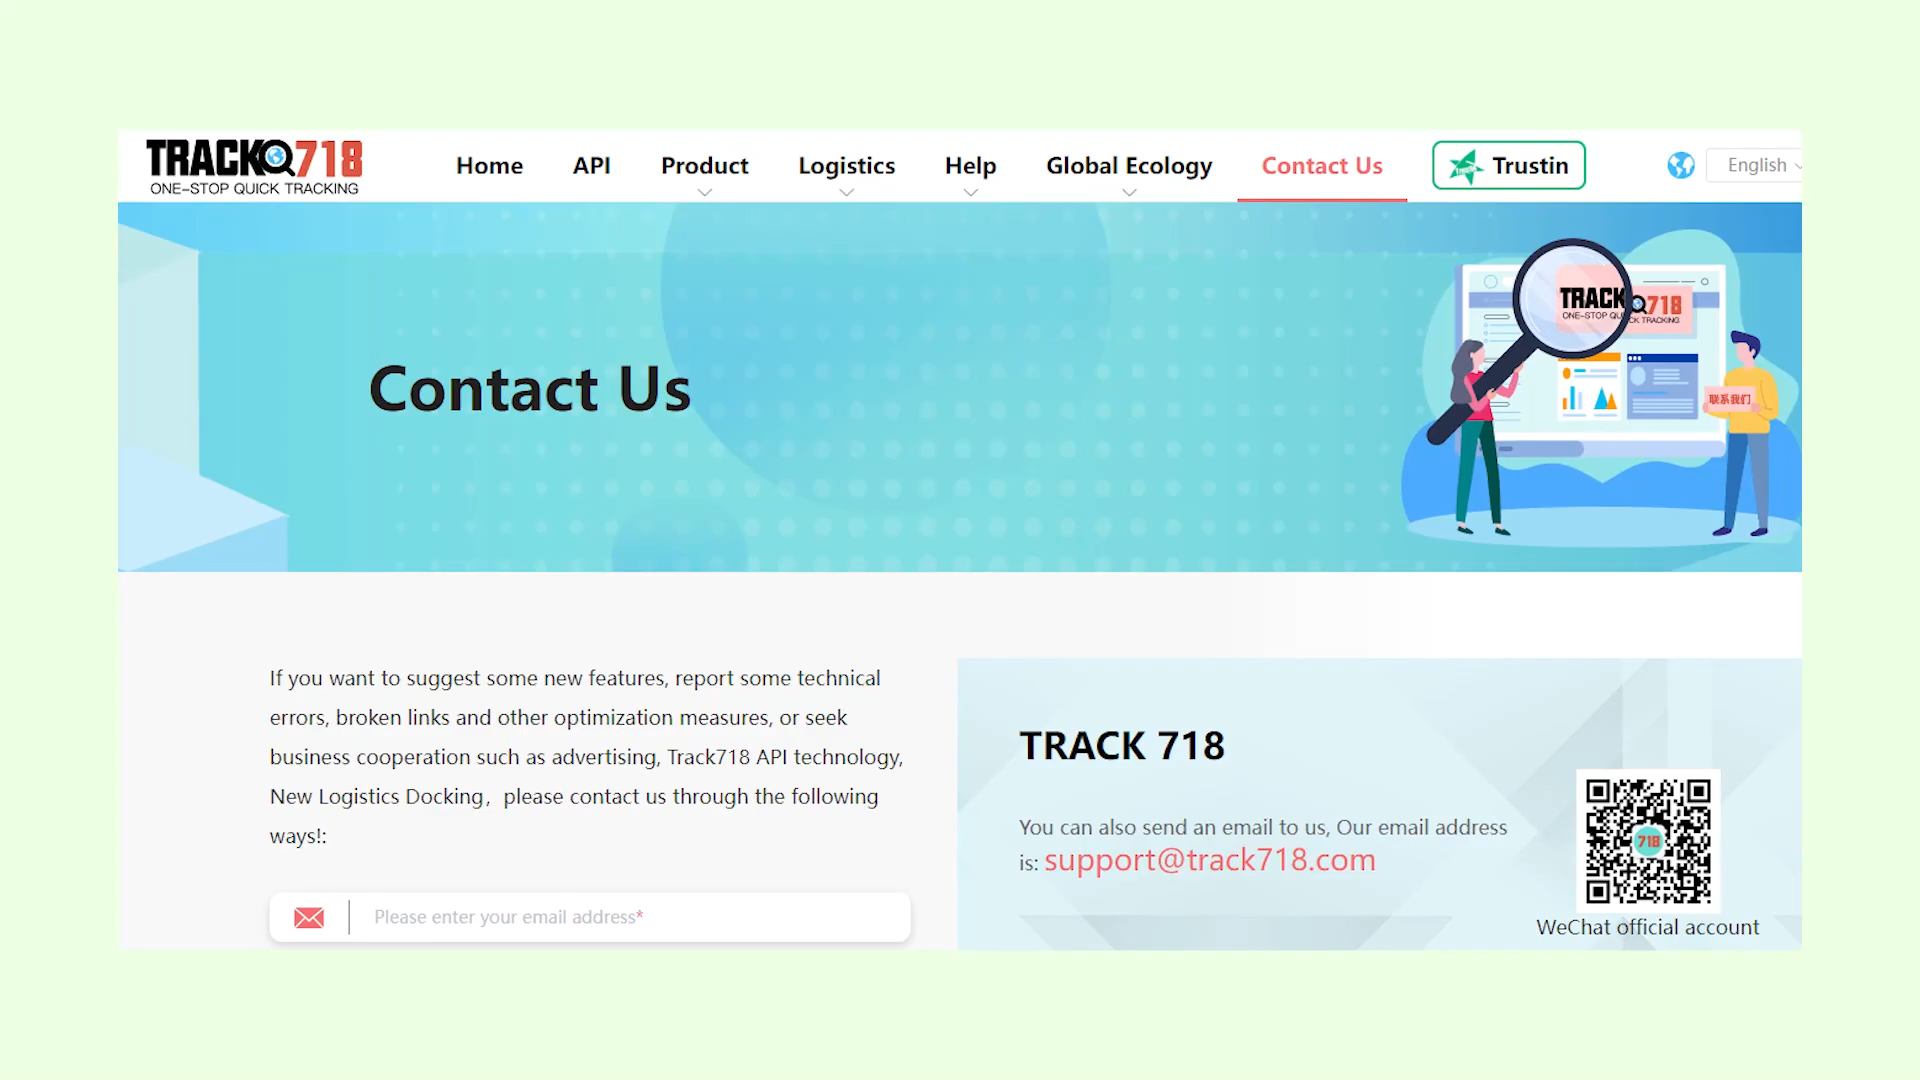 TRACK 718
ONE-STOP QUICK TRACKING
Home
API
Product
Logistics
Help
Global Ecology
Contact Us
Trustin
English
Contact Us
TRACK 718
ONE-STOP QUICK TRACKING
联系我们
If you want to suggest some new features, report some technical
errors, broken links and other optimization measures, or seek
business cooperation such as advertising, Track718 API technology,
New Logistics Docking，please contact us through the following
ways!:
Please enter your email address*
TRACK 718
You can also send an email to us, Our email address
is: support@track718.com
718
WeChat official account